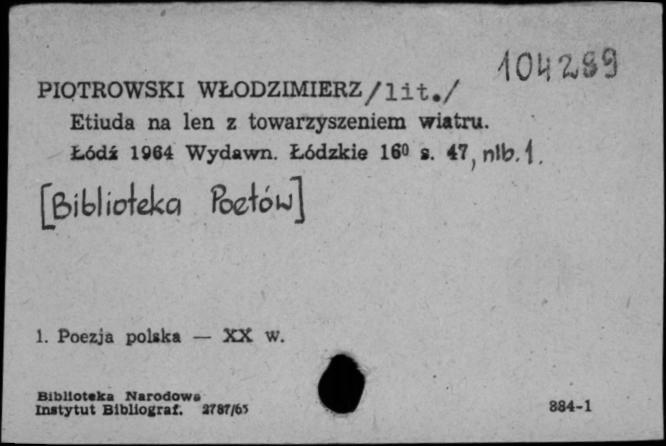 104289
PIOTROWSKI WŁODZIMIERZ /lit./
Etiuda na len z towarzyszeniem wiatru.
Łódź 1964 Wydawn. Łódzkie 16⁰ s. 47, nlb. 1.
[Biblioteka Poetów]
1. Poezja polska — XX w.
Biblioteka Narodowa
Instytut Bibliograf. 2787/65
884-1